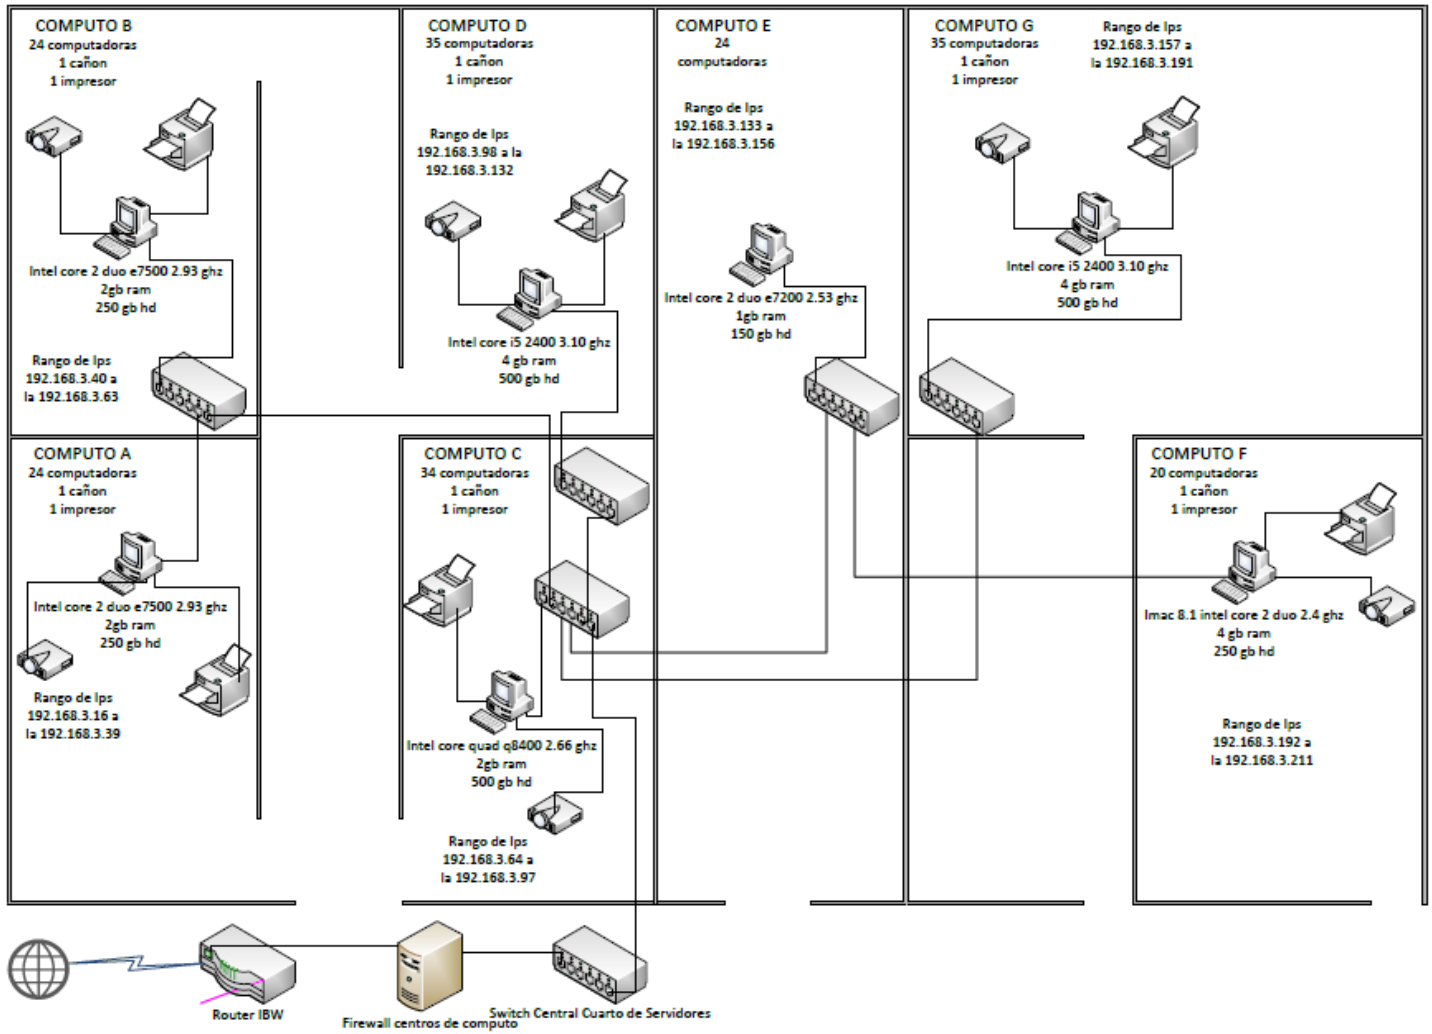 COMPUTO B
24 computadoras
1 cañon
1 impresor
Intel core 2 duo e7500 2.93 ghz
2gb ram
250 gb hd
Rango de Ips
192.168.3.40 a
la 192.168.3.63
COMPUTO D
35 computadoras
1 cañon
1 impresor
Rango de Ips
192.168.3.98 a la
192.168.3.132
Intel core i5 2400 3.10 ghz
4 gb ram
500 gb hd
COMPUTO E
24
computadoras
Rango de Ips
192.168.3.133 a
la 192.168.3.156
Intel core 2 duo e7200 2.53 ghz
1gb ram
150 gb hd
COMPUTO G
35 computadoras
1 cañon
1 impresor
Rango de Ips
192.168.3.157 a
la 192.168.3.191
Intel core i5 2400 3.10 ghz
4 gb ram
500 gb hd
COMPUTO A
24 computadoras
1 cañon
1 impresor
Intel core 2 duo e7500 2.93 ghz
2gb ram
250 gb hd
Rango de Ips
192.168.3.16 a
la 192.168.3.39
COMPUTO C
34 computadoras
1 cañon
1 impresor
Intel core quad q8400 2.66 ghz
2gb ram
500 gb hd
Rango de Ips
192.168.3.64 a
la 192.168.3.97
COMPUTO F
20 computadoras
1 cañon
1 impresor
Imac 8.1 intel core 2 duo 2.4 ghz
4 gb ram
250 gb hd
Rango de Ips
192.168.3.192 a
la 192.168.3.211
Router IBW
Firewall centros de computo
Switch Central Cuarto de Servidores